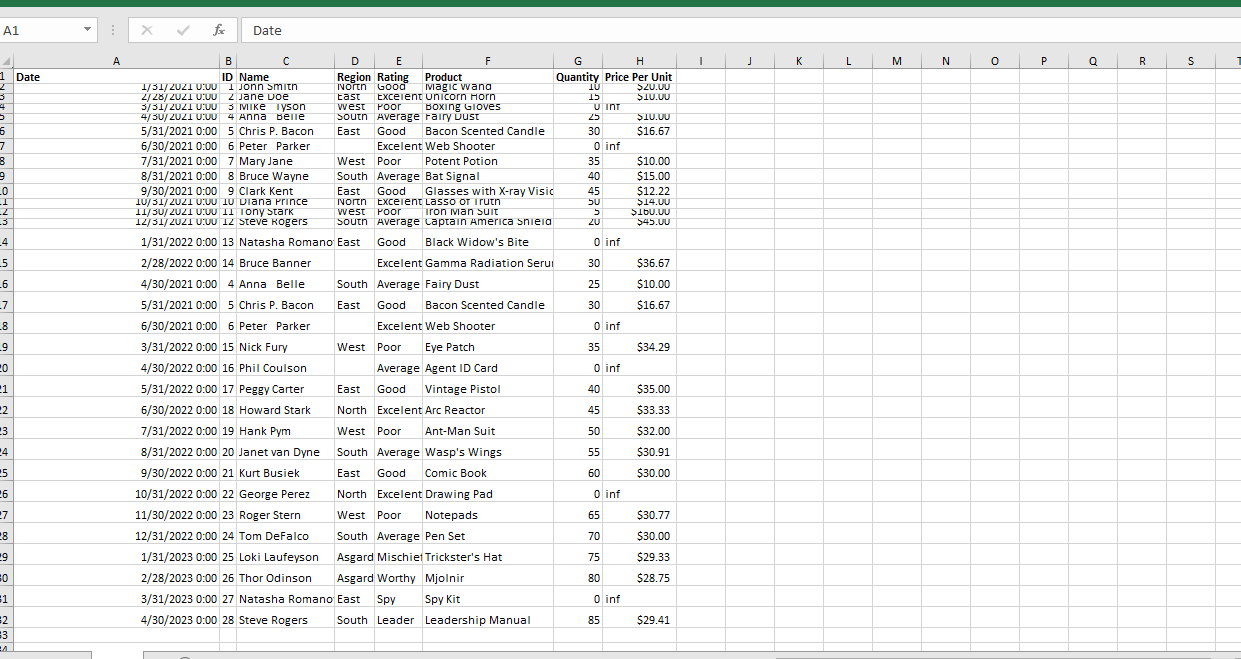 A1 fx Date
A B C D E F G H I J K L M N O P Q R S T
1 Date ID Name Region Rating Product Quantity Price Per Unit
2 1/31/2021 0:00 1 John Smith North Good Magic Wand 10 $20.00
3 2/28/2021 0:00 2 Jane Doe East Excelent Unicorn Horn 15 $10.00
4 3/31/2021 0:00 3 Mike Tyson West Poor Boxing Gloves 0 inf
5 4/30/2021 0:00 4 Anna Belle South Average Fairy Dust 25 $10.00
6 5/31/2021 0:00 5 Chris P. Bacon East Good Bacon Scented Candle 30 $16.67
7 6/30/2021 0:00 6 Peter Parker Excelent Web Shooter 0 inf
8 7/31/2021 0:00 7 Mary Jane West Poor Potent Potion 35 $10.00
9 8/31/2021 0:00 8 Bruce Wayne South Average Bat Signal 40 $15.00
10 9/30/2021 0:00 9 Clark Kent East Good Glasses with X-ray Visic 45 $12.22
11 10/31/2021 0:00 10 Diana Prince North Excelent Lasso of Truth 50 $14.00
12 11/30/2021 0:00 11 Tony Stark West Poor Iron Man Suit 5 $160.00
13 12/31/2021 0:00 12 Steve Rogers South Average Captain America Shield 20 $45.00
14 1/31/2022 0:00 13 Natasha Romano East Good Black Widow's Bite 0 inf
15 2/28/2022 0:00 14 Bruce Banner Excelent Gamma Radiation Seru 30 $36.67
16 4/30/2021 0:00 4 Anna Belle South Average Fairy Dust 25 $10.00
17 5/31/2021 0:00 5 Chris P. Bacon East Good Bacon Scented Candle 30 $16.67
18 6/30/2021 0:00 6 Peter Parker Excelent Web Shooter 0 inf
19 3/31/2022 0:00 15 Nick Fury West Poor Eye Patch 35 $34.29
20 4/30/2022 0:00 16 Phil Coulson Average Agent ID Card 0 inf
21 5/31/2022 0:00 17 Peggy Carter East Good Vintage Pistol 40 $35.00
22 6/30/2022 0:00 18 Howard Stark North Excelent Arc Reactor 45 $33.33
23 7/31/2022 0:00 19 Hank Pym West Poor Ant-Man Suit 50 $32.00
24 8/31/2022 0:00 20 Janet van Dyne South Average Wasp's Wings 55 $30.91
25 9/30/2022 0:00 21 Kurt Busiek East Good Comic Book 60 $30.00
26 10/31/2022 0:00 22 George Perez North Excelent Drawing Pad 0 inf
27 11/30/2022 0:00 23 Roger Stern West Poor Notepads 65 $30.77
28 12/31/2022 0:00 24 Tom DeFalco South Average Pen Set 70 $30.00
29 1/31/2023 0:00 25 Loki Laufeyson Asgard Mischief Trickster's Hat 75 $29.33
30 2/28/2023 0:00 26 Thor Odinson Asgard Worthy Mjolnir 80 $28.75
31 3/31/2023 0:00 27 Natasha Romano East Spy Spy Kit 0 inf
32 4/30/2023 0:00 28 Steve Rogers South Leader Leadership Manual 85 $29.41
33
34